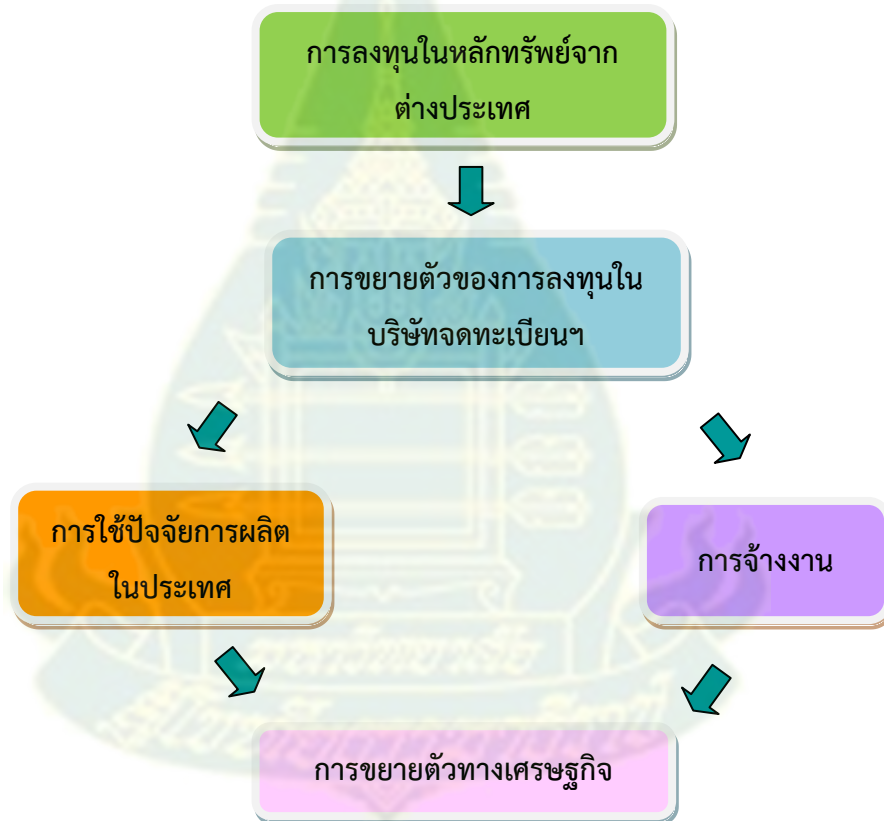 การลงทุนในหลักทรัพย์จาก
ต่างประเทศ
การขยายตัวของการลงทุนใน
บริษัทจดทะเบียนฯ
การใช้ปัจจัยการผลิต
ในประเทศ
การจ้างงาน
การขยายตัวทางเศรษฐกิจ